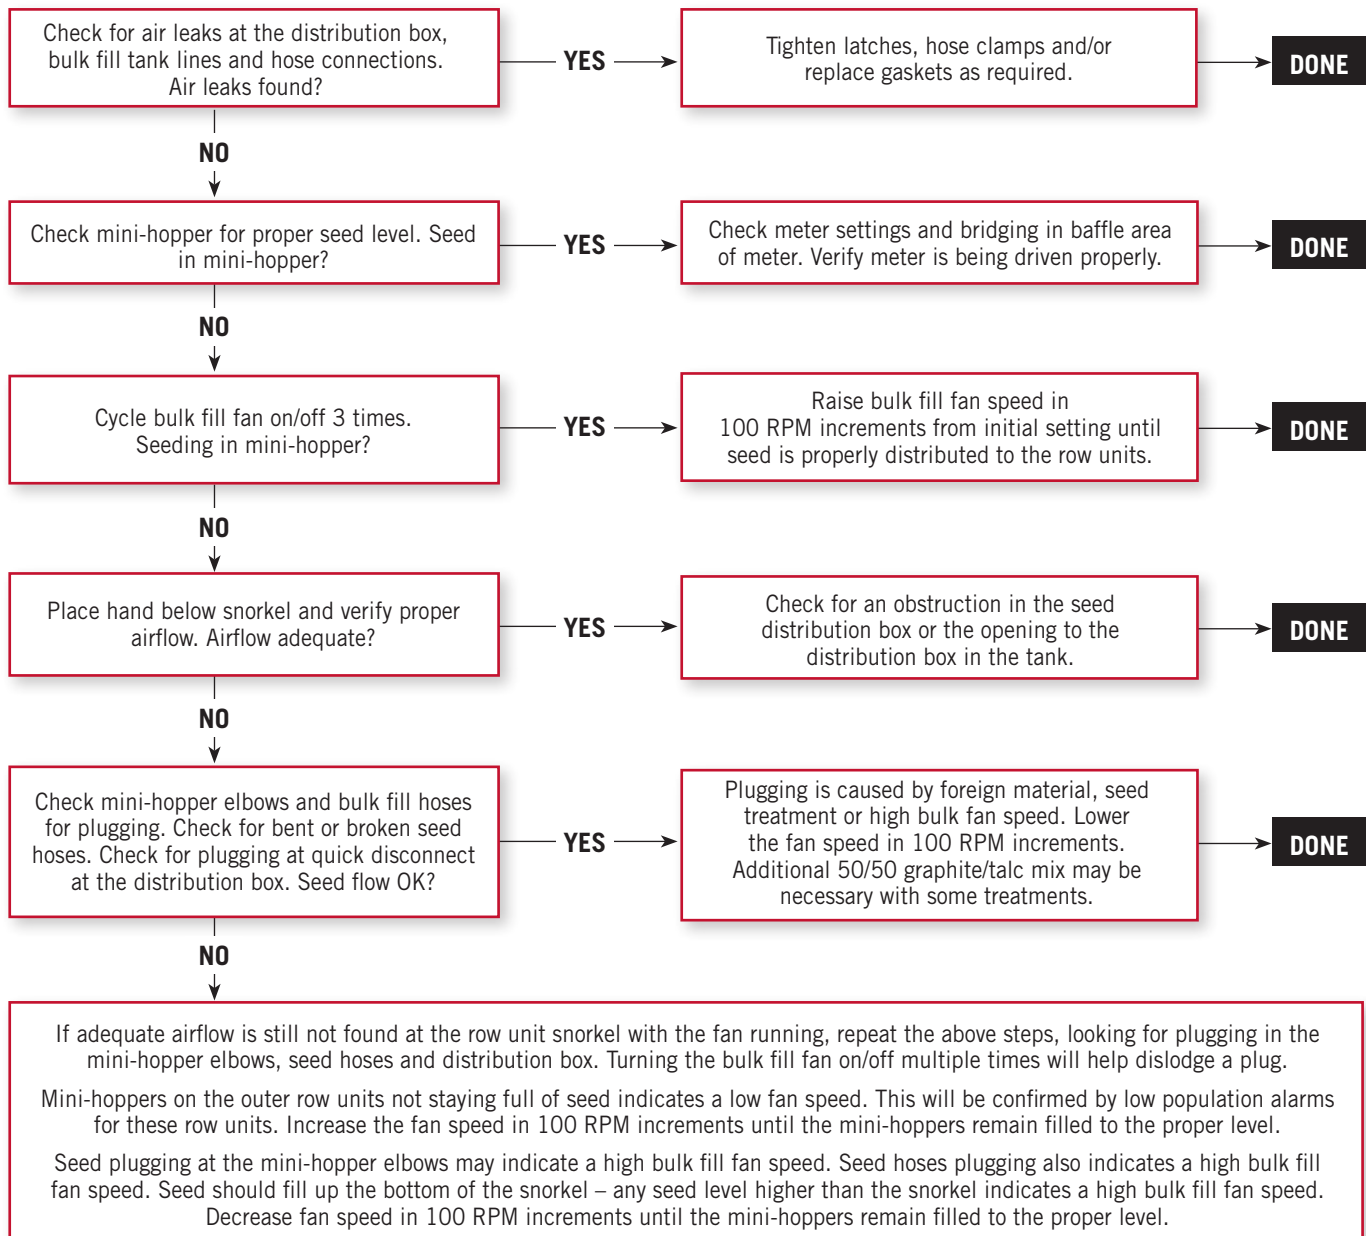 Check for air leaks at the distribution box,
bulk fill tank lines and hose connections.
Air leaks found?
YES
Tighten latches, hose clamps and/or
replace gaskets as required.
DONE
NO
Check mini-hopper for proper seed level. Seed
in mini-hopper?
YES
Check meter settings and bridging in baffle area
of meter. Verify meter is being driven properly.
DONE
NO
Cycle bulk fill fan on/off 3 times.
Seeding in mini-hopper?
YES
Raise bulk fill fan speed in
100 RPM increments from initial setting until
seed is properly distributed to the row units.
DONE
NO
Place hand below snorkel and verify proper
airflow. Airflow adequate?
YES
Check for an obstruction in the seed
distribution box or the opening to the
distribution box in the tank.
DONE
NO
Check mini-hopper elbows and bulk fill hoses
for plugging. Check for bent or broken seed
hoses. Check for plugging at quick disconnect
at the distribution box. Seed flow OK?
YES
Plugging is caused by foreign material, seed
treatment or high bulk fan speed. Lower
the fan speed in 100 RPM increments.
Additional 50/50 graphite/talc mix may be
necessary with some treatments.
DONE
NO
If adequate airflow is still not found at the row unit snorkel with the fan running, repeat the above steps, looking for plugging in the
mini-hopper elbows, seed hoses and distribution box. Turning the bulk fill fan on/off multiple times will help dislodge a plug.
Mini-hoppers on the outer row units not staying full of seed indicates a low fan speed. This will be confirmed by low population alarms
for these row units. Increase the fan speed in 100 RPM increments until the mini-hoppers remain filled to the proper level.
Seed plugging at the mini-hopper elbows may indicate a high bulk fill fan speed. Seed hoses plugging also indicates a high bulk fill
fan speed. Seed should fill up the bottom of the snorkel – any seed level higher than the snorkel indicates a high bulk fill fan speed.
Decrease fan speed in 100 RPM increments until the mini-hoppers remain filled to the proper level.